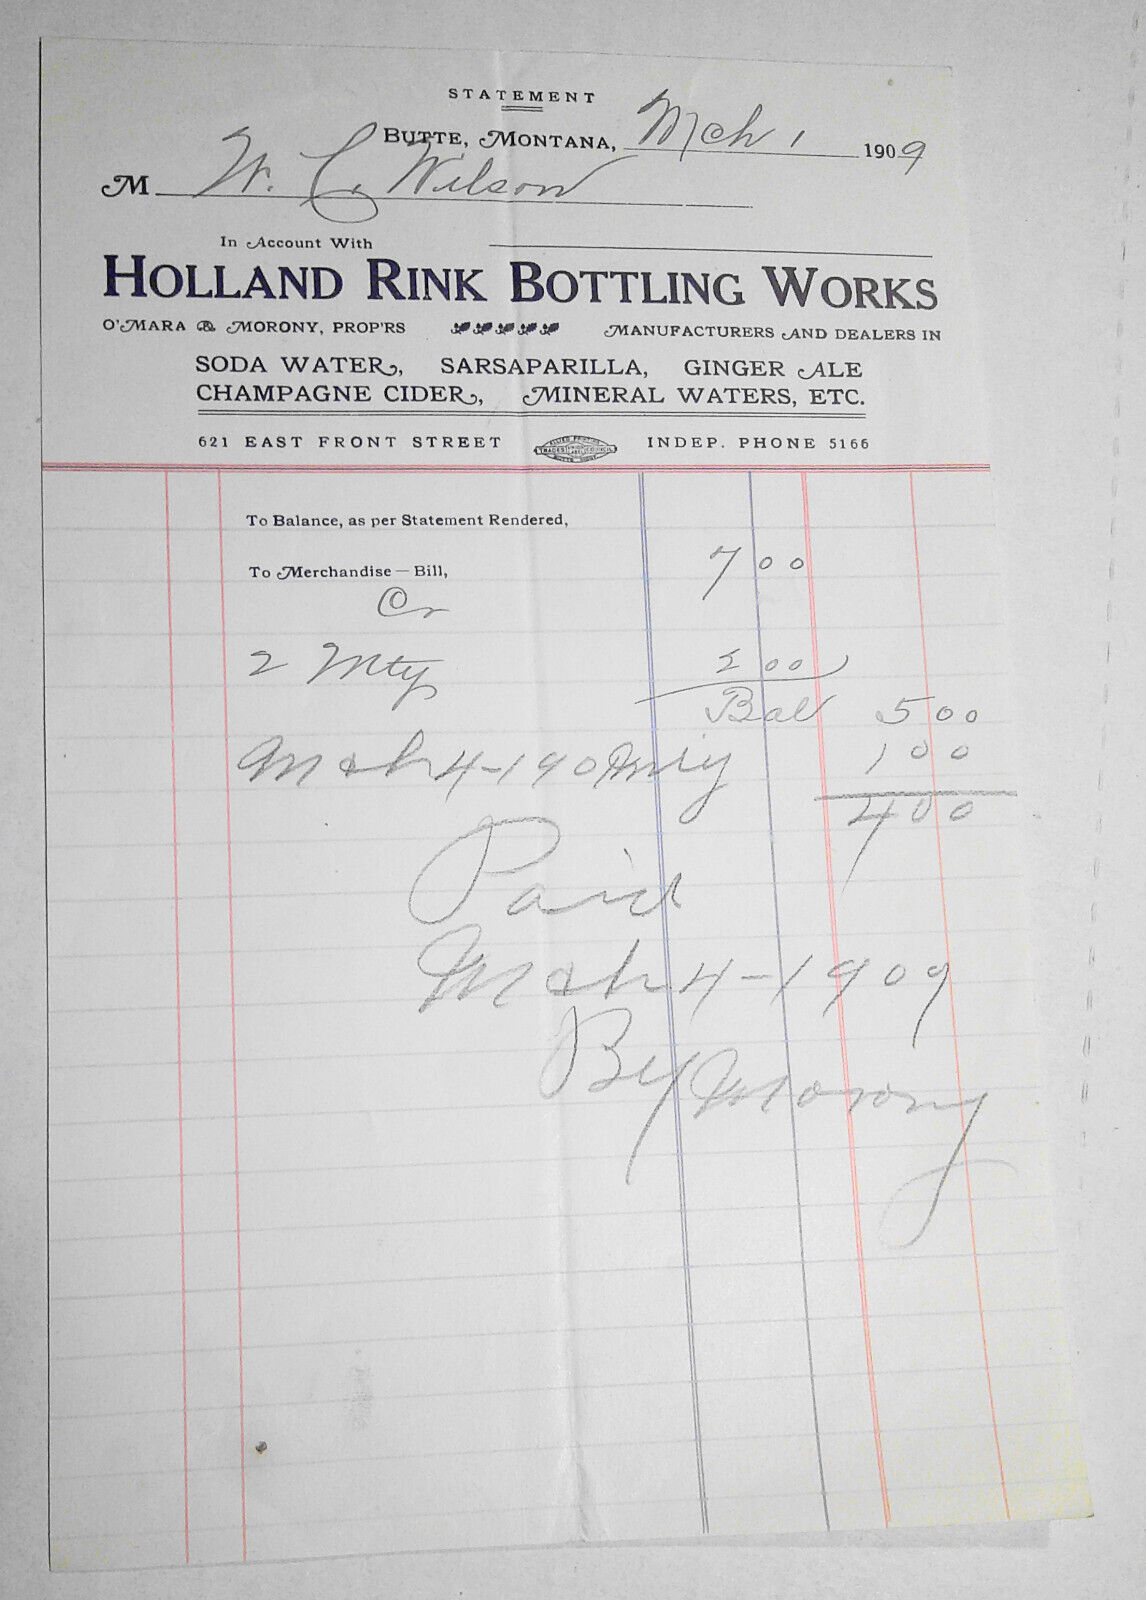 STATEMENT
BUTTE, MONTANA, Mch 1 1909
M W. C. Wilson
In Account With
HOLLAND RINK BOTTLING WORKS
O'MARA & MORONY, PROP'RS MANUFACTURERS AND DEALERS IN
SODA WATER, SARSAPARILLA, GINGER ALE
CHAMPAGNE CIDER, MINERAL WATERS, ETC.
621 EAST FRONT STREET INDEP. PHONE 5166
To Balance, as per Statement Rendered,
To Merchandise — Bill, 7 00
Cr
2 Mty 2 00
Bal 5 00
Mch 4-190 1 Mty 1 00
4 00
Paid
Mch 4-1909
By Morony